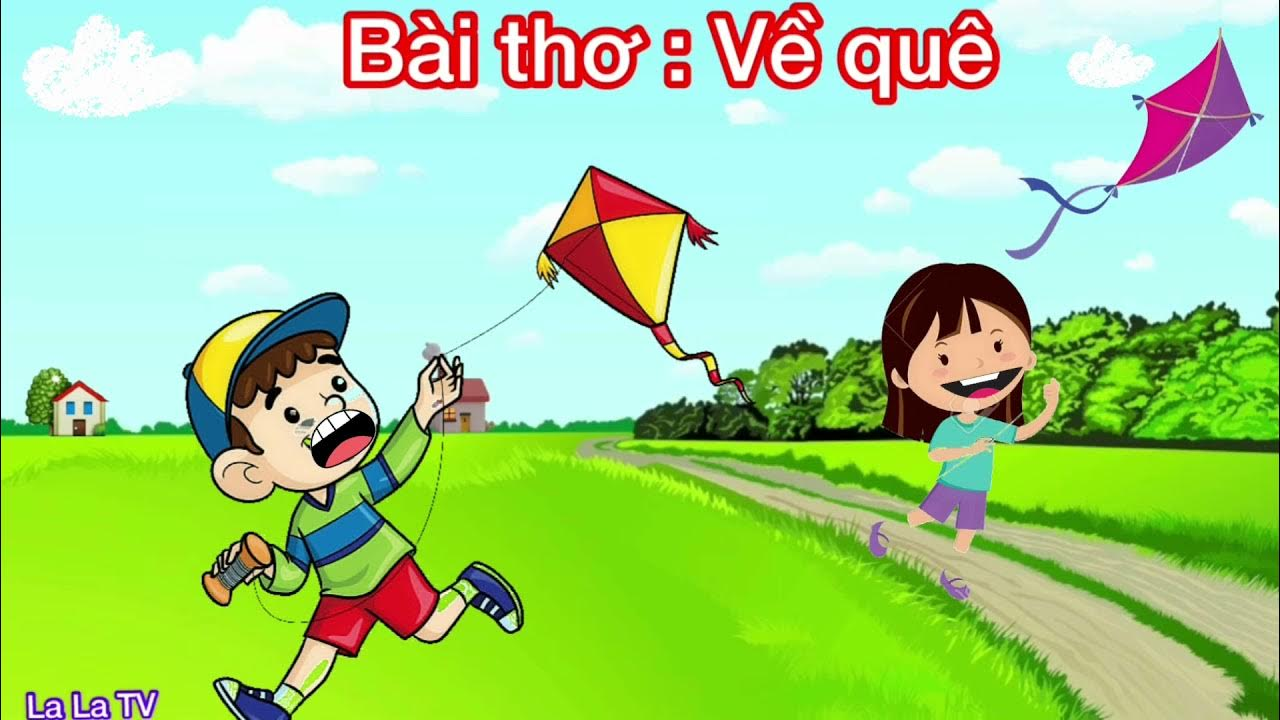 Bài thơ : Về quê
La La TV